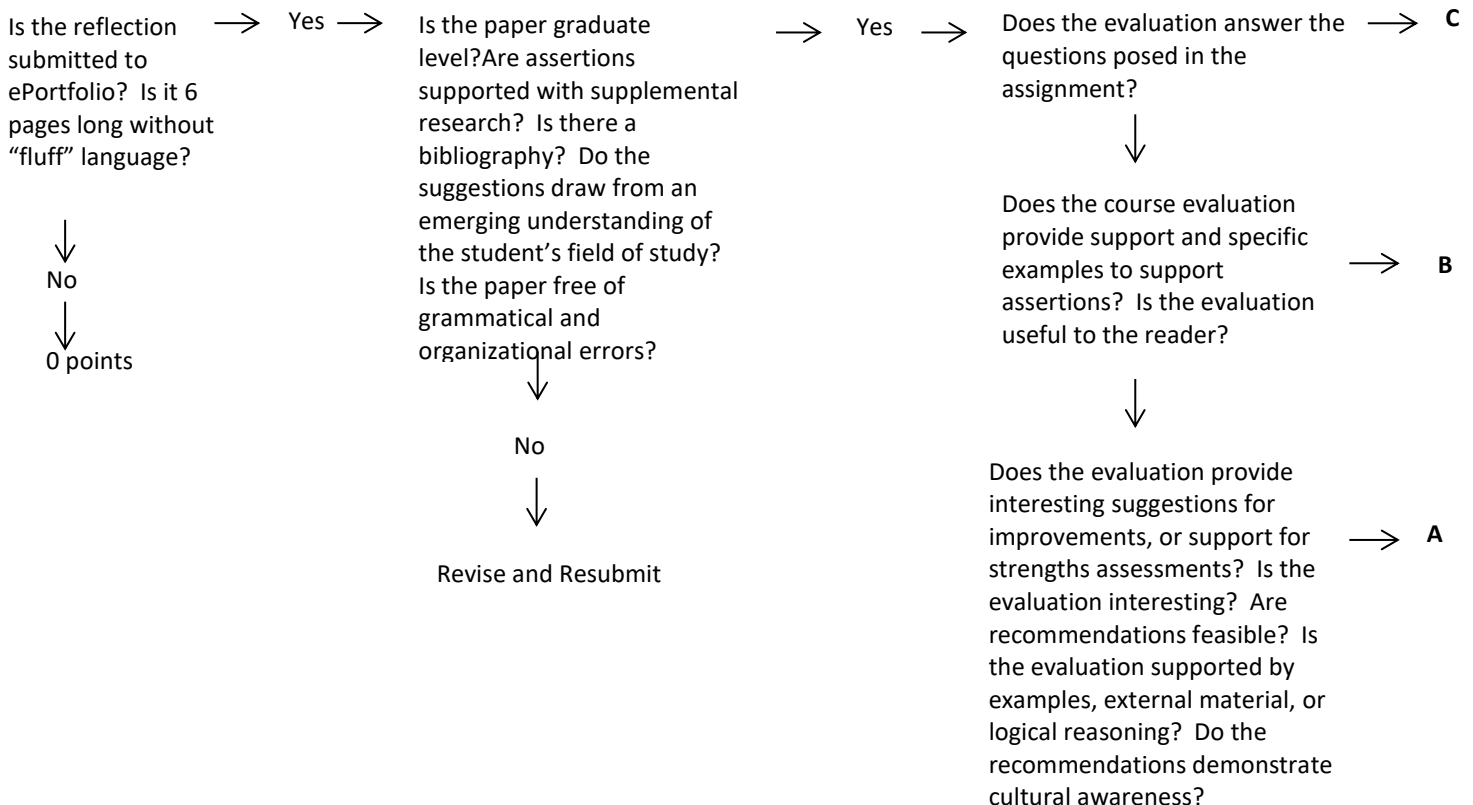 Is the reflection
submitted to
ePortfolio?  Is it 6
pages long without
“fluff” language?
No
0 points
Yes
Is the paper graduate
level?Are assertions
supported with supplemental
research?  Is there a
bibliography?  Do the
suggestions draw from an
emerging understanding of
the student’s field of study?
Is the paper free of
grammatical and
organizational errors?
No
Revise and Resubmit
Yes
Does the evaluation answer the
questions posed in the
assignment?
C
Does the course evaluation
provide support and specific
examples to support
assertions?  Is the evaluation
useful to the reader?
B
Does the evaluation provide
interesting suggestions for
improvements, or support for
strengths assessments?  Is the
evaluation interesting?  Are
recommendations feasible?  Is
the evaluation supported by
examples, external material, or
logical reasoning?  Do the
recommendations demonstrate
cultural awareness?
A